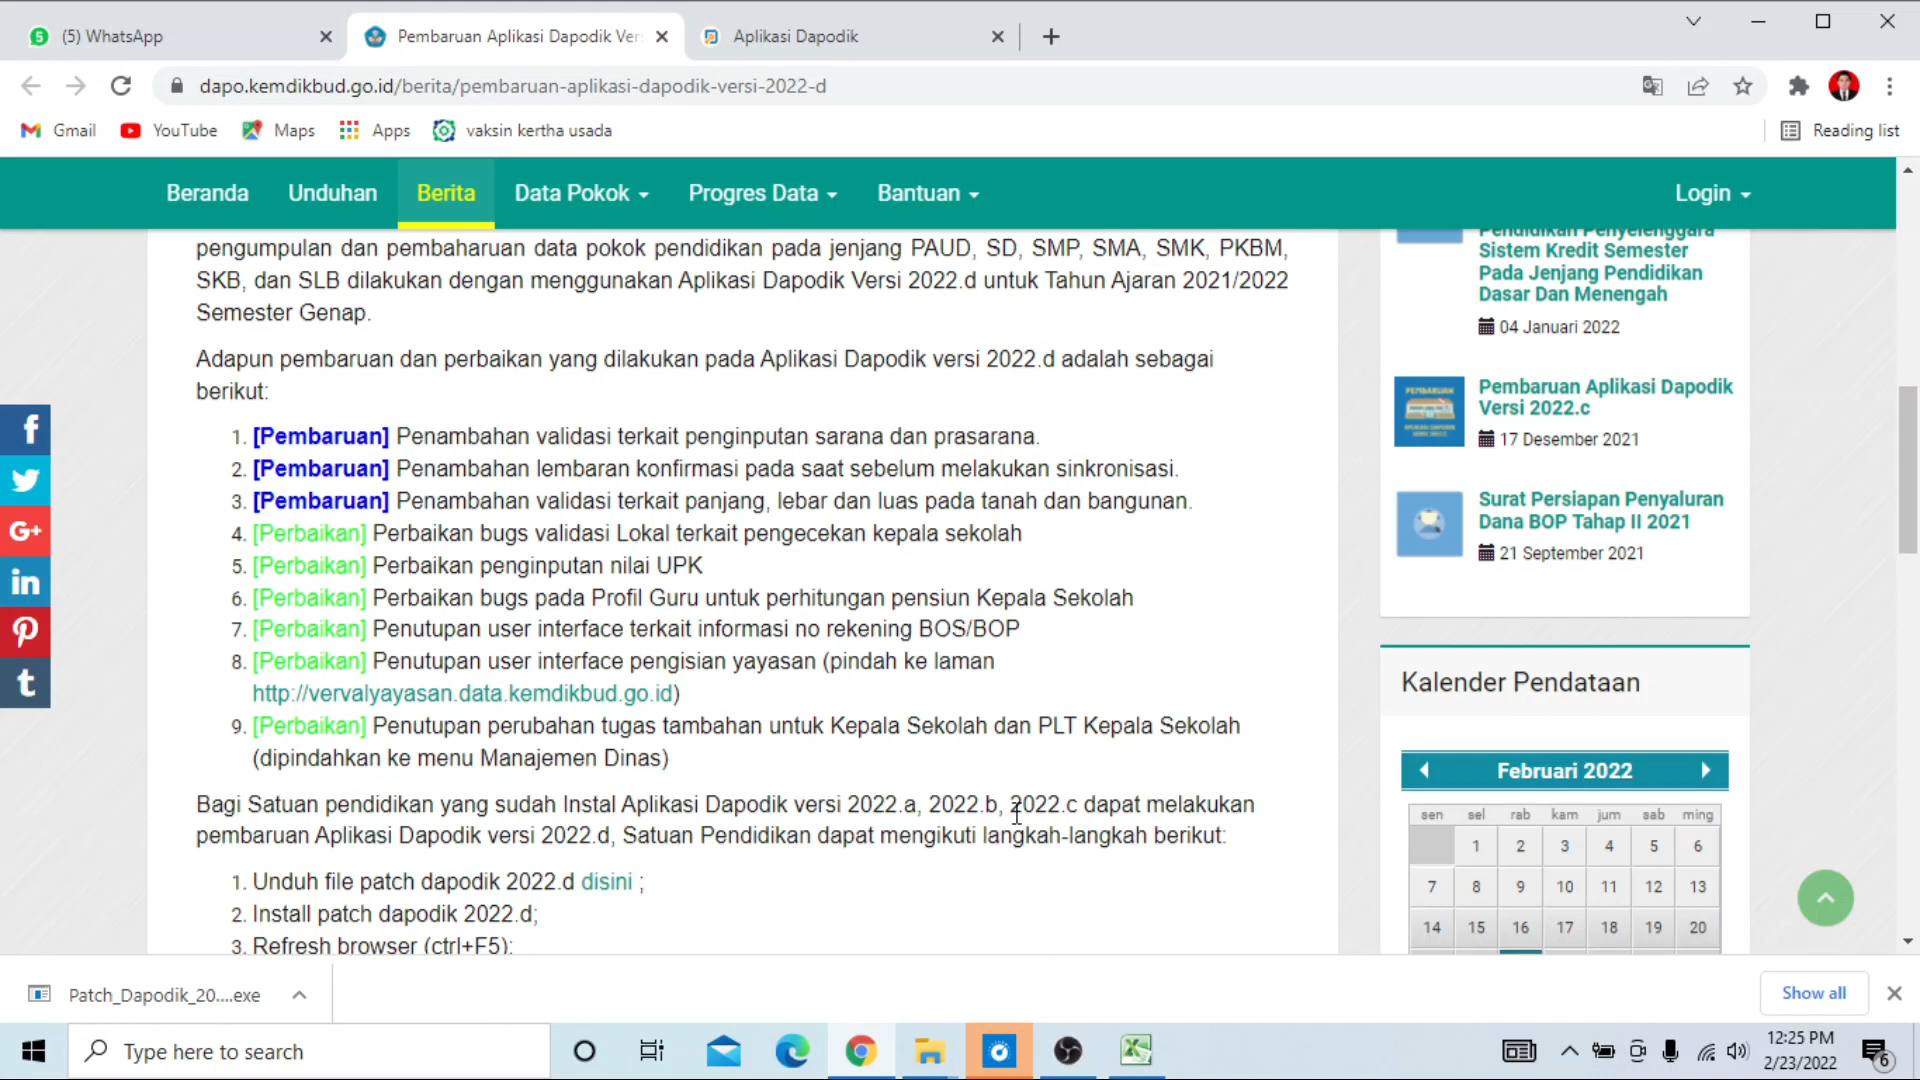 (5) WhatsApp
Pembaruan Aplikasi Dapodik Ver
Aplikasi Dapodik
dapo.kemdikbud.go.id/berita/pembaruan-aplikasi-dapodik-versi-2022-d
Gmail
YouTube
Maps
Apps
vaksin kertha usada
Reading list
Beranda
Unduhan
Berita
Data Pokok
Progres Data
Bantuan
Login
pengumpulan dan pembaharuan data pokok pendidikan pada jenjang PAUD, SD, SMP, SMA, SMK, PKBM,
SKB, dan SLB dilakukan dengan menggunakan Aplikasi Dapodik Versi 2022.d untuk Tahun Ajaran 2021/2022
Semester Genap.
Adapun pembaruan dan perbaikan yang dilakukan pada Aplikasi Dapodik versi 2022.d adalah sebagai
berikut:
1. [Pembaruan] Penambahan validasi terkait penginputan sarana dan prasarana.
2. [Pembaruan] Penambahan lembaran konfirmasi pada saat sebelum melakukan sinkronisasi.
3. [Pembaruan] Penambahan validasi terkait panjang, lebar dan luas pada tanah dan bangunan.
4. [Perbaikan] Perbaikan bugs validasi Lokal terkait pengecekan kepala sekolah
5. [Perbaikan] Perbaikan penginputan nilai UPK
6. [Perbaikan] Perbaikan bugs pada Profil Guru untuk perhitungan pensiun Kepala Sekolah
7. [Perbaikan] Penutupan user interface terkait informasi no rekening BOS/BOP
8. [Perbaikan] Penutupan user interface pengisian yayasan (pindah ke laman
http://vervalyayasan.data.kemdikbud.go.id)
9. [Perbaikan] Penutupan perubahan tugas tambahan untuk Kepala Sekolah dan PLT Kepala Sekolah
(dipindahkan ke menu Manajemen Dinas)
Bagi Satuan pendidikan yang sudah Instal Aplikasi Dapodik versi 2022.a, 2022.b, 2022.c dapat melakukan
pembaruan Aplikasi Dapodik versi 2022.d, Satuan Pendidikan dapat mengikuti langkah-langkah berikut:
1. Unduh file patch dapodik 2022.d disini ;
2. Install patch dapodik 2022.d;
3. Refresh browser (ctrl+F5);
Pendidikan Penyelenggara
Sistem Kredit Semester
Pada Jenjang Pendidikan
Dasar Dan Menengah
04 Januari 2022
PEMBARUAN
Pembaruan Aplikasi Dapodik
Versi 2022.c
17 Desember 2021
Surat Persiapan Penyaluran
Dana BOP Tahap II 2021
21 September 2021
Kalender Pendataan
Februari 2022
sen sel rab kam jum sab ming
1 2 3 4 5 6
7 8 9 10 11 12 13
14 15 16 17 18 19 20
f
G+
in
t
Patch_Dapodik_20....exe
Show all
Type here to search
12:25 PM
2/23/2022
6